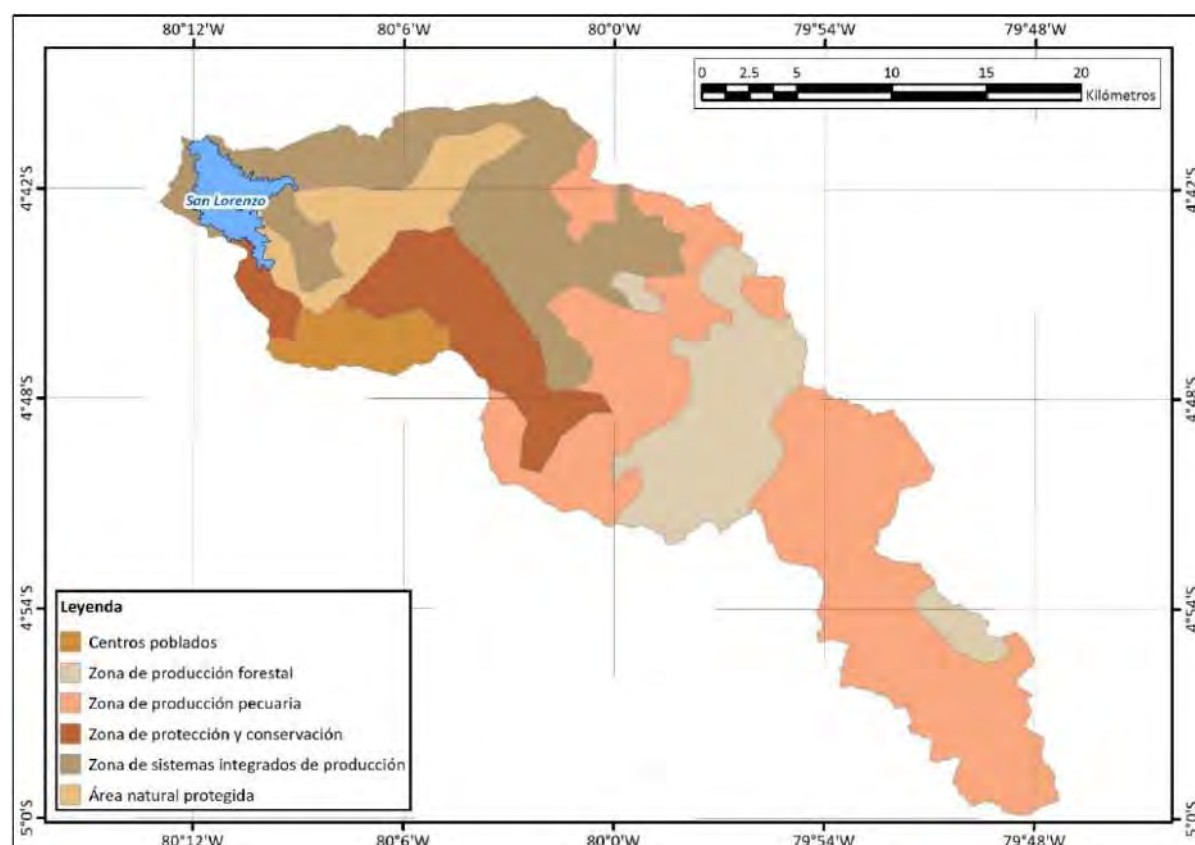 80°12'W 80°6'W 80°0'W 79°54'W 79°48'W
0 2.5 5 10 15 20
Kilómetros
4°42'S 4°42'S
San Lorenzo
4°48'S 4°48'S
4°54'S 4°54'S
Leyenda
Centros poblados
Zona de producción forestal
Zona de producción pecuaria
Zona de protección y conservación
Zona de sistemas integrados de producción
Área natural protegida
5°0'S 5°0'S
80°12'W 80°6'W 80°0'W 79°54'W 79°48'W